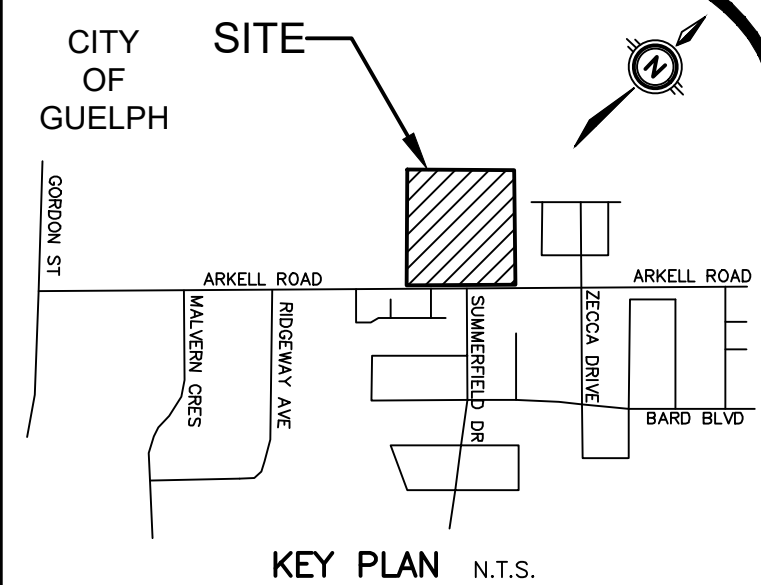 CITY
OF
GUELPH
SITE
N
GORDON ST
ARKELL ROAD
ARKELL ROAD
MALVERN CRES
RIDGEWAY AVE
SUMMERFIELD DR
ZECCA DRIVE
BARD BLVD
KEY PLAN N.T.S.